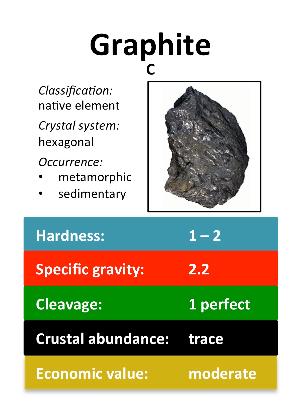 Graphite
C
Classification:
native element
Crystal system:
hexagonal
Occurrence:
• metamorphic
• sedimentary
Hardness: 1 – 2
Specific gravity: 2.2
Cleavage: 1 perfect
Crustal abundance: trace
Economic value: moderate